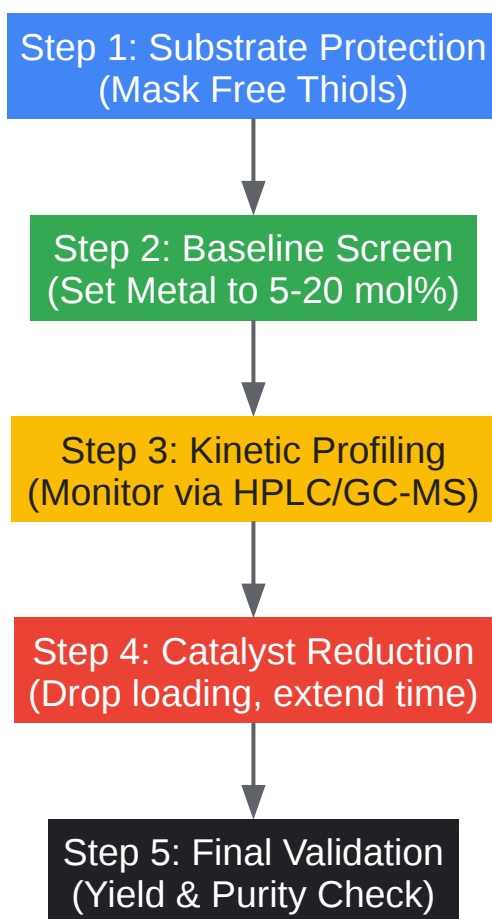 Step 1: Substrate Protection
(Mask Free Thiols)
Step 2: Baseline Screen
(Set Metal to 5-20 mol%)
Step 3: Kinetic Profiling
(Monitor via HPLC/GC-MS)
Step 4: Catalyst Reduction
(Drop loading, extend time)
Step 5: Final Validation
(Yield & Purity Check)